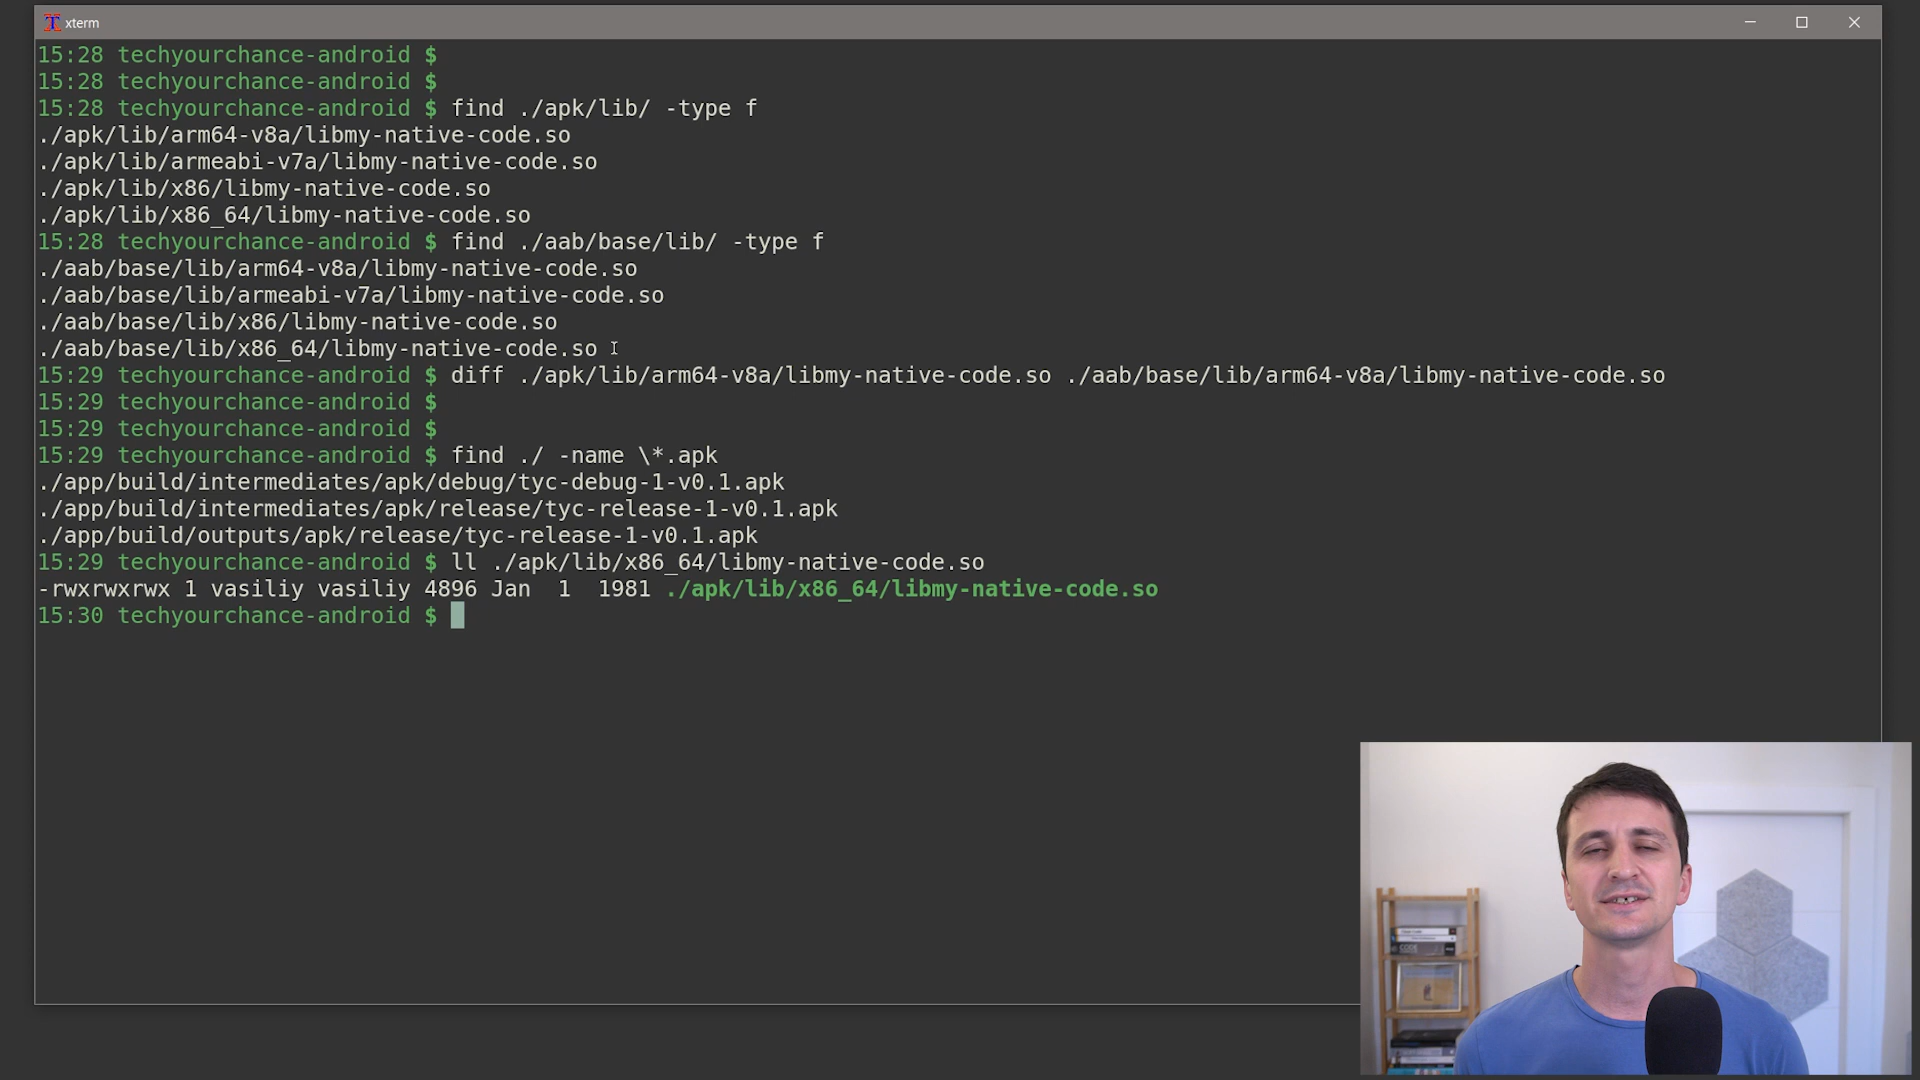 xterm
15:28 techyourchance-android $
15:28 techyourchance-android $
15:28 techyourchance-android $ find ./apk/lib/ -type f
./apk/lib/arm64-v8a/libmy-native-code.so
./apk/lib/armeabi-v7a/libmy-native-code.so
./apk/lib/x86/libmy-native-code.so
./apk/lib/x86_64/libmy-native-code.so
15:28 techyourchance-android $ find ./aab/base/lib/ -type f
./aab/base/lib/arm64-v8a/libmy-native-code.so
./aab/base/lib/armeabi-v7a/libmy-native-code.so
./aab/base/lib/x86/libmy-native-code.so
./aab/base/lib/x86_64/libmy-native-code.so
15:29 techyourchance-android $ diff ./apk/lib/arm64-v8a/libmy-native-code.so ./aab/base/lib/arm64-v8a/libmy-native-code.so
15:29 techyourchance-android $
15:29 techyourchance-android $
15:29 techyourchance-android $ find ./ -name \*.apk
./app/build/intermediates/apk/debug/tyc-debug-1-v0.1.apk
./app/build/intermediates/apk/release/tyc-release-1-v0.1.apk
./app/build/outputs/apk/release/tyc-release-1-v0.1.apk
15:29 techyourchance-android $ ll ./apk/lib/x86_64/libmy-native-code.so
-rwxrwxrwx 1 vasiliy vasiliy 4896 Jan  1  1981 ./apk/lib/x86_64/libmy-native-code.so
15:30 techyourchance-android $
CODE